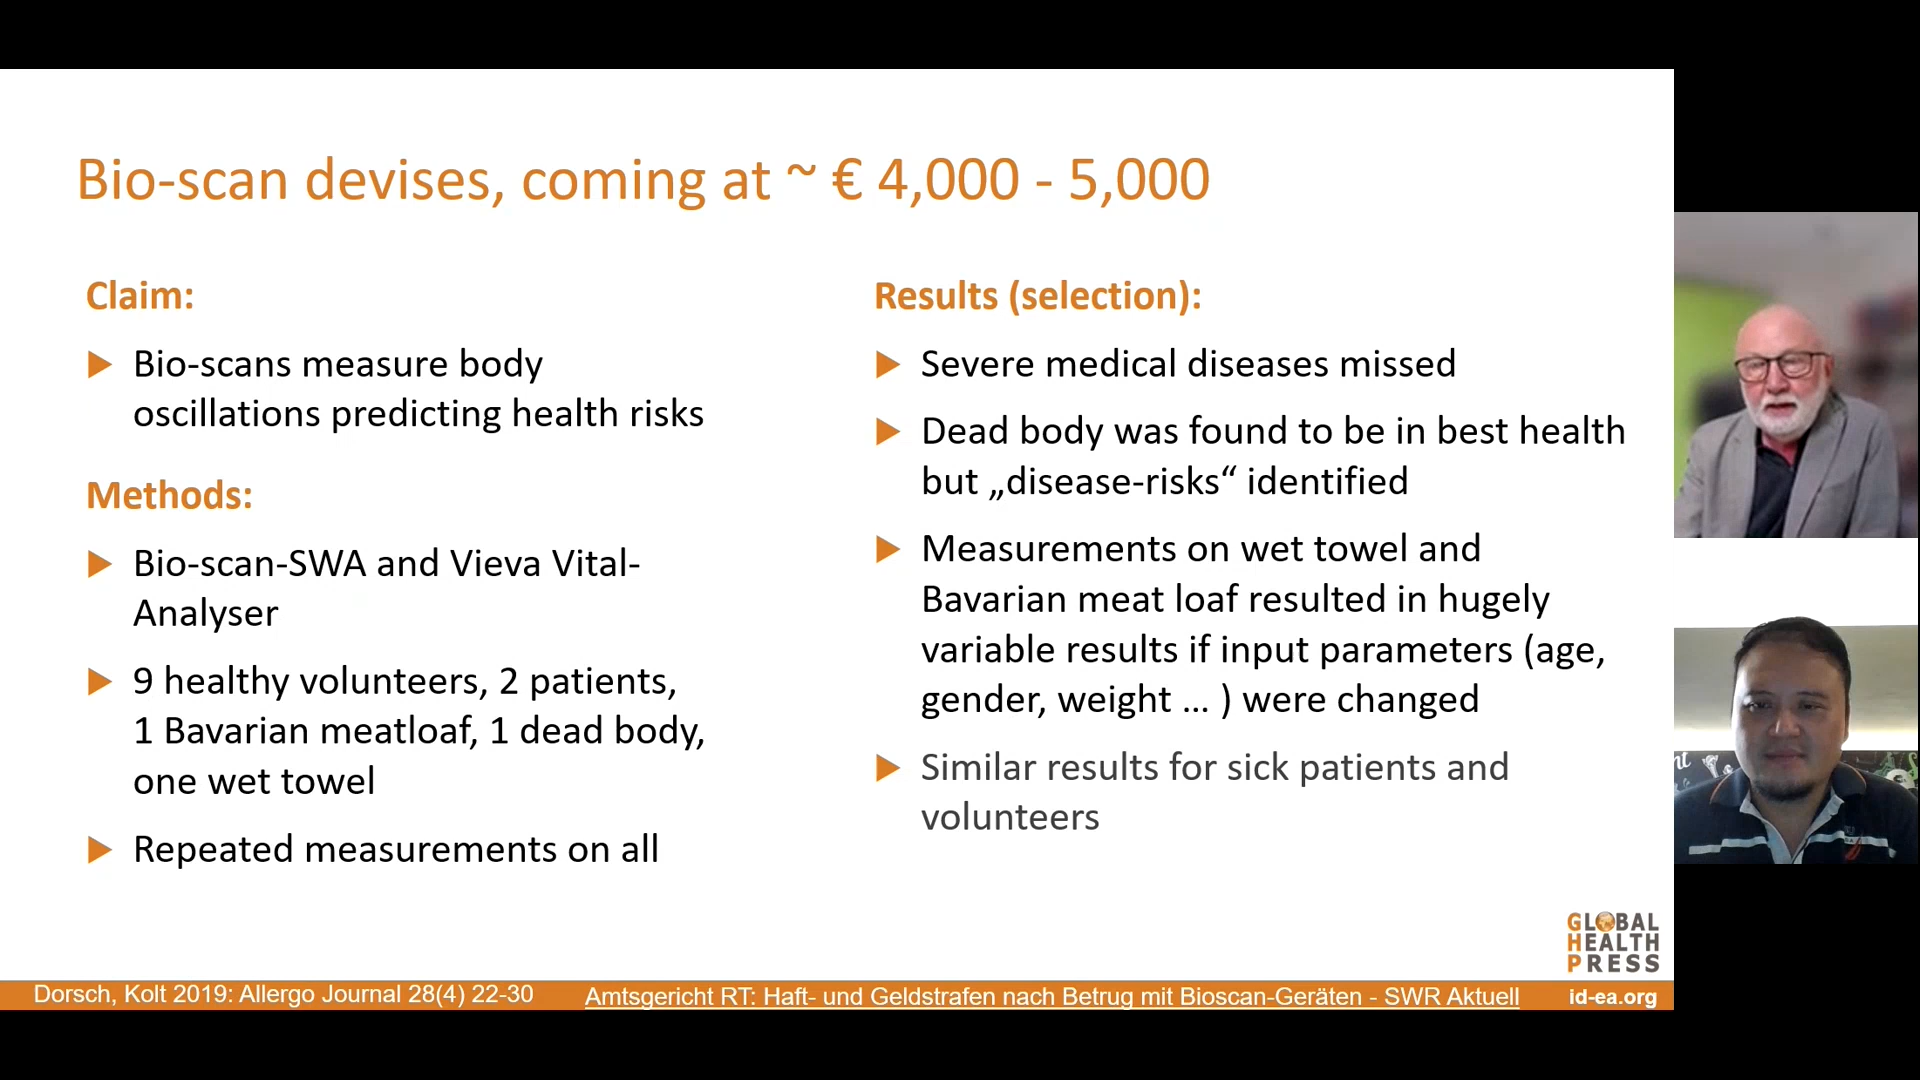 Bio-scan devises, coming at ~ € 4,000 - 5,000
Claim:
Bio-scans measure body
oscillations predicting health risks
Methods:
Bio-scan-SWA and Vieva Vital-
Analyser
9 healthy volunteers, 2 patients,
1 Bavarian meatloaf, 1 dead body,
one wet towel
Repeated measurements on all
Results (selection):
Severe medical diseases missed
Dead body was found to be in best health
but „disease-risks“ identified
Measurements on wet towel and
Bavarian meat loaf resulted in hugely
variable results if input parameters (age,
gender, weight ... ) were changed
Similar results for sick patients and
volunteers
GLOBAL
HEALTH
PRESS
Dorsch, Kolt 2019: Allergo Journal 28(4) 22-30
Amtsgericht RT: Haft- und Geldstrafen nach Betrug mit Bioscan-Geräten - SWR Aktuell
id-ea.org